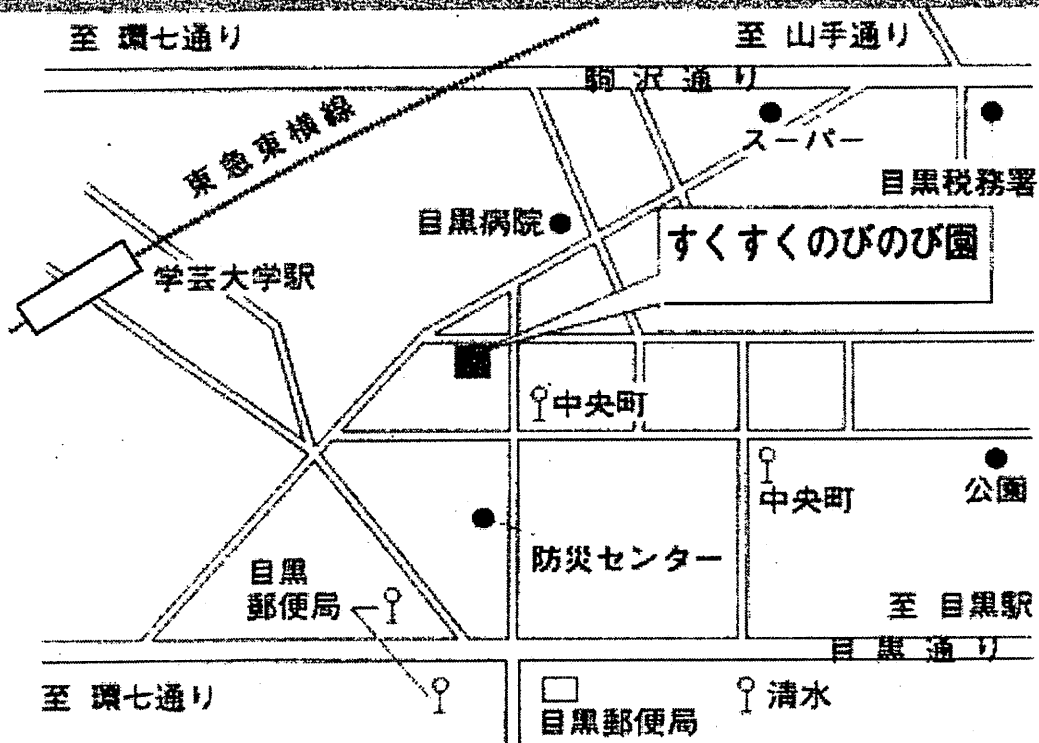 至 環七通り
至 山手通り
駒沢通り
東急東横線
スーパー
目黒税務署
目黒病院
すくすくのびのび園
学芸大学駅
中央町
中央町
公園
防災センター
目黒
郵便局
至 目黒駅
目黒通り
至 環七通り
目黒郵便局
清水